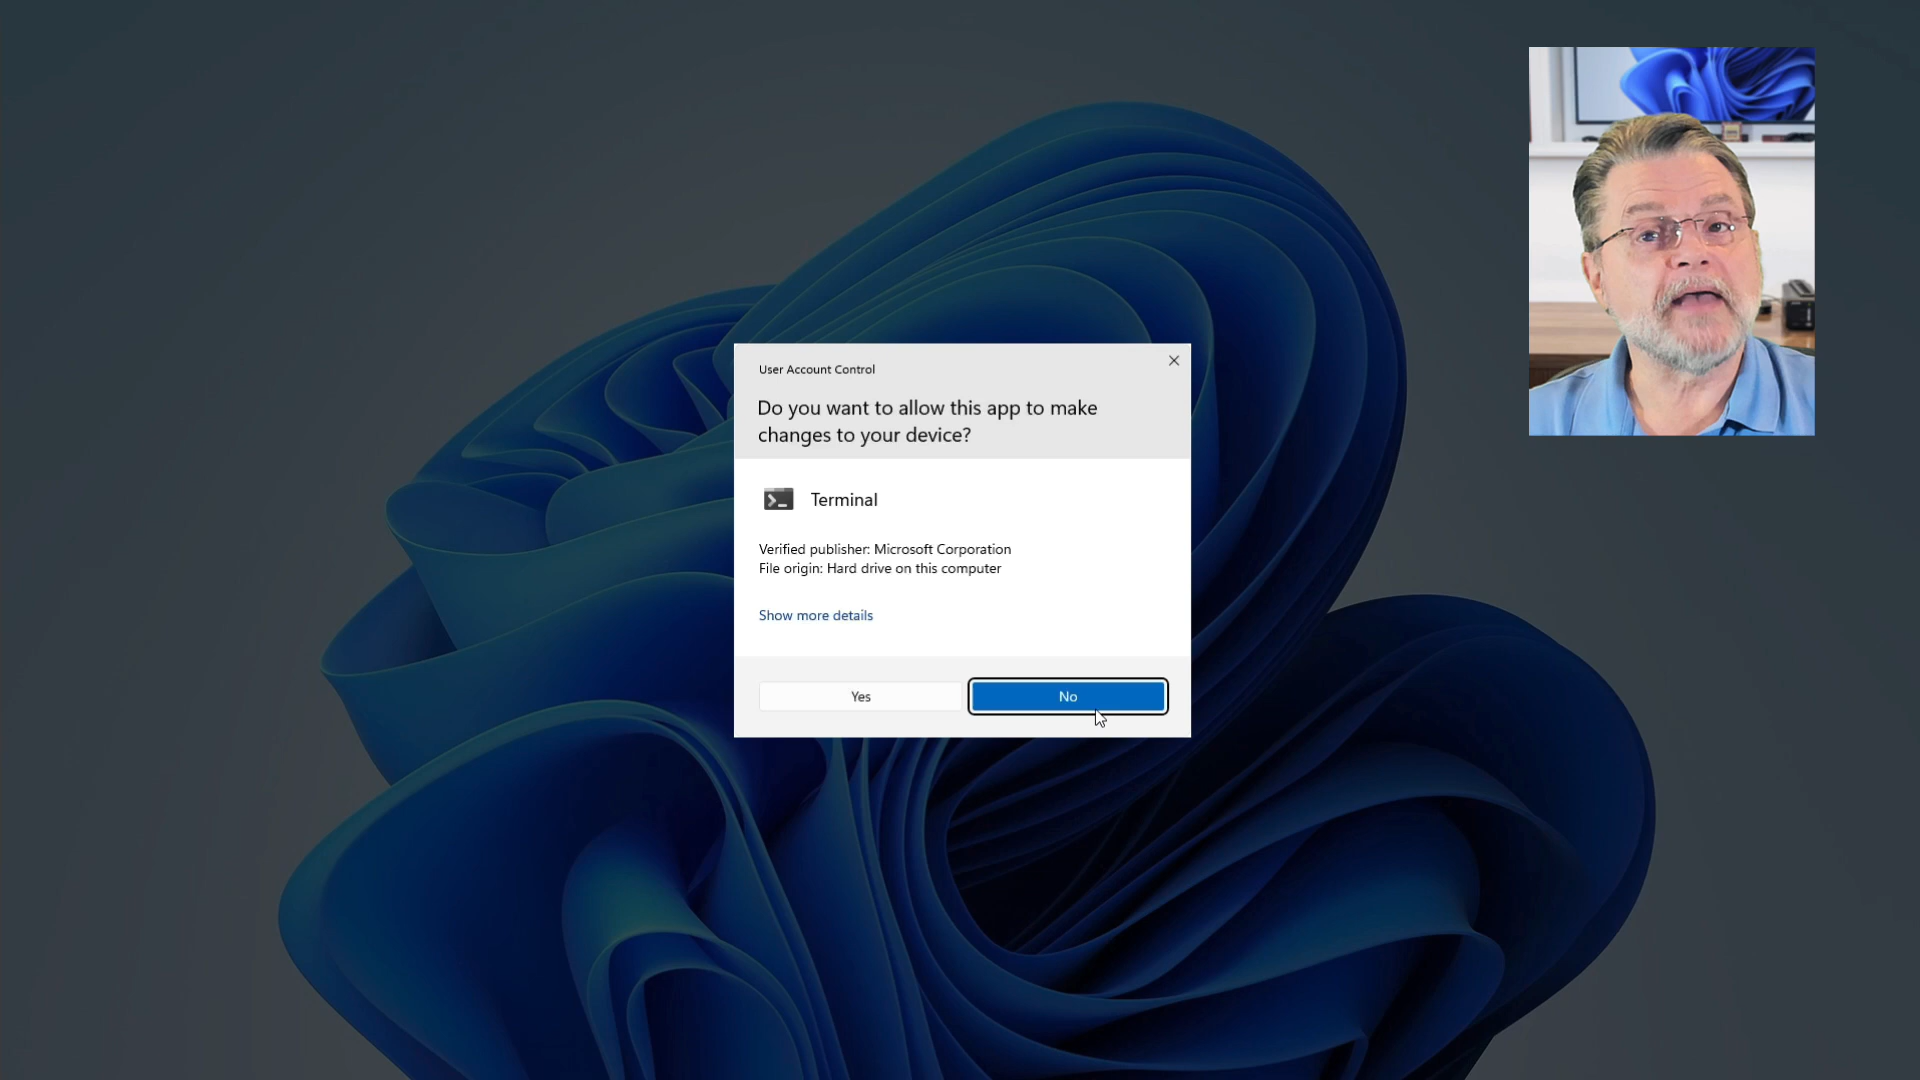 User Account Control
Do you want to allow this app to make
changes to your device?
Terminal
Verified publisher: Microsoft Corporation
File origin: Hard drive on this computer
Show more details
Yes
No